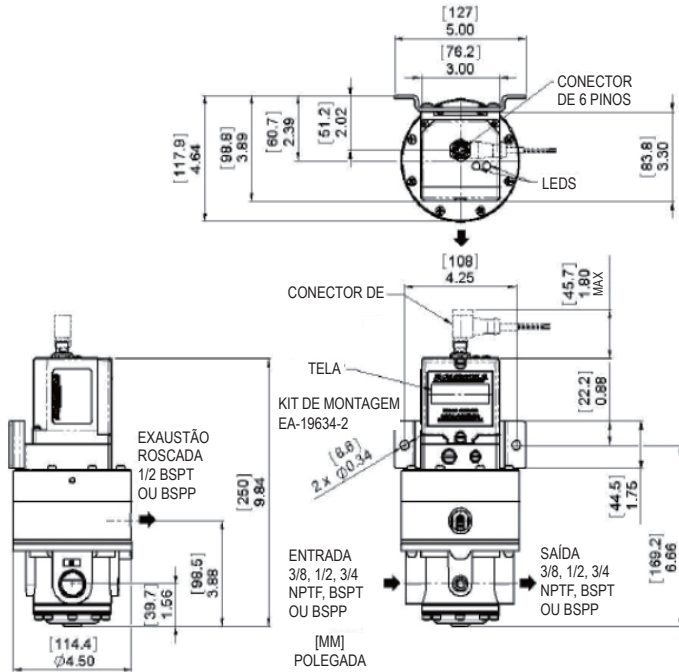 [127]
5.00
[76.2]
3.00
CONECTOR
DE 6 PINOS
[51.2]
2.02
[60.7]
2.39
[98.8]
3.89
[117.9]
4.64
[83.8]
3.30
LEDS
[108]
4.25
[45.7]
1.80
MAX
CONECTOR DE
TELA
[22.2]
0.88
KIT DE MONTAGEM
EA-19634-2
[8.6]
2 x Ø0.34
EXAUSTÃO
ROSCADA
1/2 BSPT
OU BSPP
[250]
9.84
[44.5]
1.75
[169.2]
6.66
[98.5]
3.88
[39.7]
1.56
ENTRADA
3/8, 1/2, 3/4
NPTF, BSPT
OU BSPP
SAÍDA
3/8, 1/2, 3/4
NPTF, BSPT
OU BSPP
[114.4]
Ø4.50
[MM]
POLEGADA